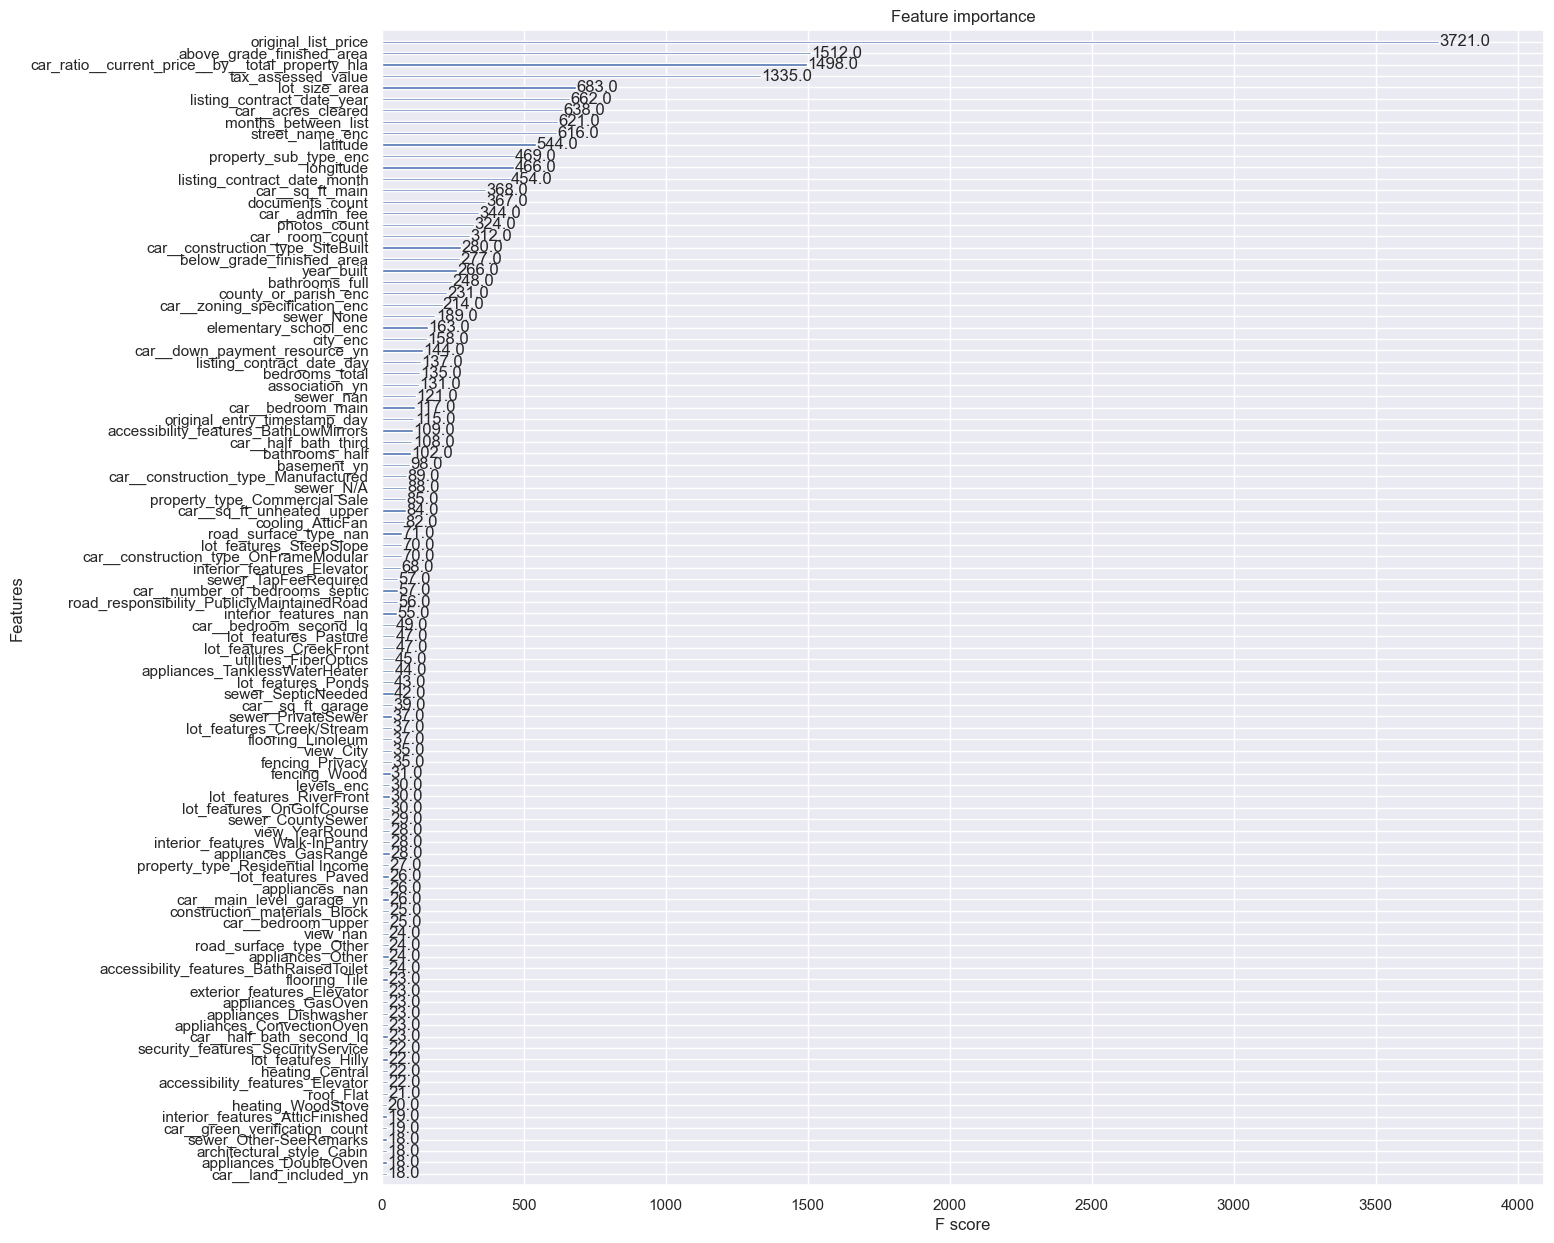 Feature importance
original_list_price 3721.0
above_grade_finished_area 1512.0
car_ratio__current_price__by__total_property_hla 1498.0
tax_assessed_value 1335.0
lot_size_area 683.0
listing_contract_date_year 662.0
car__acres_cleared 638.0
months_between_list 621.0
street_name_enc 616.0
latitude 544.0
property_sub_type_enc 469.0
longitude 466.0
listing_contract_date_month 454.0
car__sq_ft_main 368.0
documents_count 367.0
car__admin_fee 344.0
photos_count 324.0
car__room_count 312.0
car__construction_type_SiteBuilt 280.0
below_grade_finished_area 277.0
year_built 266.0
bathrooms_full 248.0
county_or_parish_enc 231.0
car__zoning_specification_enc 214.0
sewer_None 189.0
elementary_school_enc 163.0
city_enc 158.0
car__down_payment_resource_yn 144.0
listing_contract_date_day 137.0
bedrooms_total 135.0
association_yn 131.0
sewer_nan 121.0
car__bedroom_main 117.0
original_entry_timestamp_day 115.0
accessibility_features_BathLowMirrors 109.0
car__half_bath_third 108.0
bathrooms_half 102.0
basement_yn 98.0
car__construction_type_Manufactured 89.0
sewer_N/A 88.0
property_type_Commercial Sale 85.0
car__sq_ft_unheated_upper 84.0
cooling_AtticFan 82.0
road_surface_type_nan 71.0
lot_features_SteepSlope 70.0
car__construction_type_OnFrameModular 70.0
interior_features_Elevator 68.0
sewer_TapFeeRequired 57.0
car__number_of_bedrooms_septic 57.0
road_responsibility_PubliclyMaintainedRoad 56.0
interior_features_nan 55.0
car__bedroom_second_lq 49.0
lot_features_Pasture 47.0
lot_features_CreekFront 47.0
utilities_FiberOptics 45.0
appliances_TanklessWaterHeater 44.0
lot_features_Ponds 43.0
sewer_SepticNeeded 42.0
car__sq_ft_garage 39.0
sewer_PrivateSewer 37.0
lot_features_Creek/Stream 37.0
flooring_Linoleum 37.0
view_City 35.0
fencing_Privacy 35.0
fencing_Wood 31.0
levels_enc 30.0
lot_features_RiverFront 30.0
lot_features_OnGolfCourse 30.0
sewer_CountySewer 29.0
view_YearRound 28.0
interior_features_Walk-InPantry 28.0
appliances_GasRange 28.0
property_type_Residential Income 27.0
lot_features_Paved 26.0
appliances_nan 26.0
car__main_level_garage_yn 26.0
construction_materials_Block 25.0
car__bedroom_upper 25.0
view_nan 24.0
road_surface_type_Other 24.0
appliances_Other 24.0
accessibility_features_BathRaisedToilet 24.0
flooring_Tile 23.0
exterior_features_Elevator 23.0
appliances_GasOven 23.0
appliances_Dishwasher 23.0
appliances_ConvectionOven 23.0
car__half_bath_second_lq 23.0
security_features_SecurityService 22.0
lot_features_Hilly 22.0
heating_Central 22.0
accessibility_features_Elevator 22.0
roof_Flat 21.0
heating_WoodStove 20.0
interior_features_AtticFinished 19.0
car__green_verification_count 19.0
sewer_Other-SeeRemarks 18.0
architectural_style_Cabin 18.0
appliances_DoubleOven 18.0
car__land_included_yn 18.0
Features
0 500 1000 1500 2000 2500 3000 3500 4000
F score